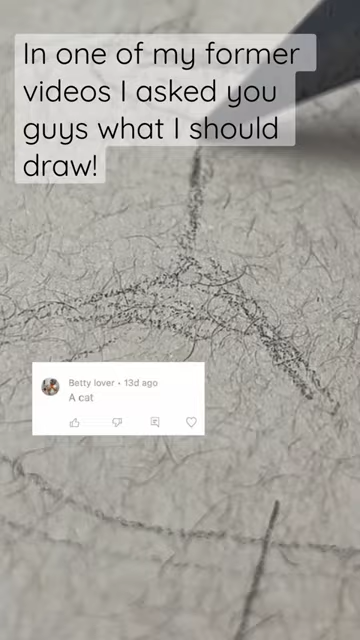 In one of my former
videos I asked you
guys what I should
draw!
Betty lover • 13d ago
A cat